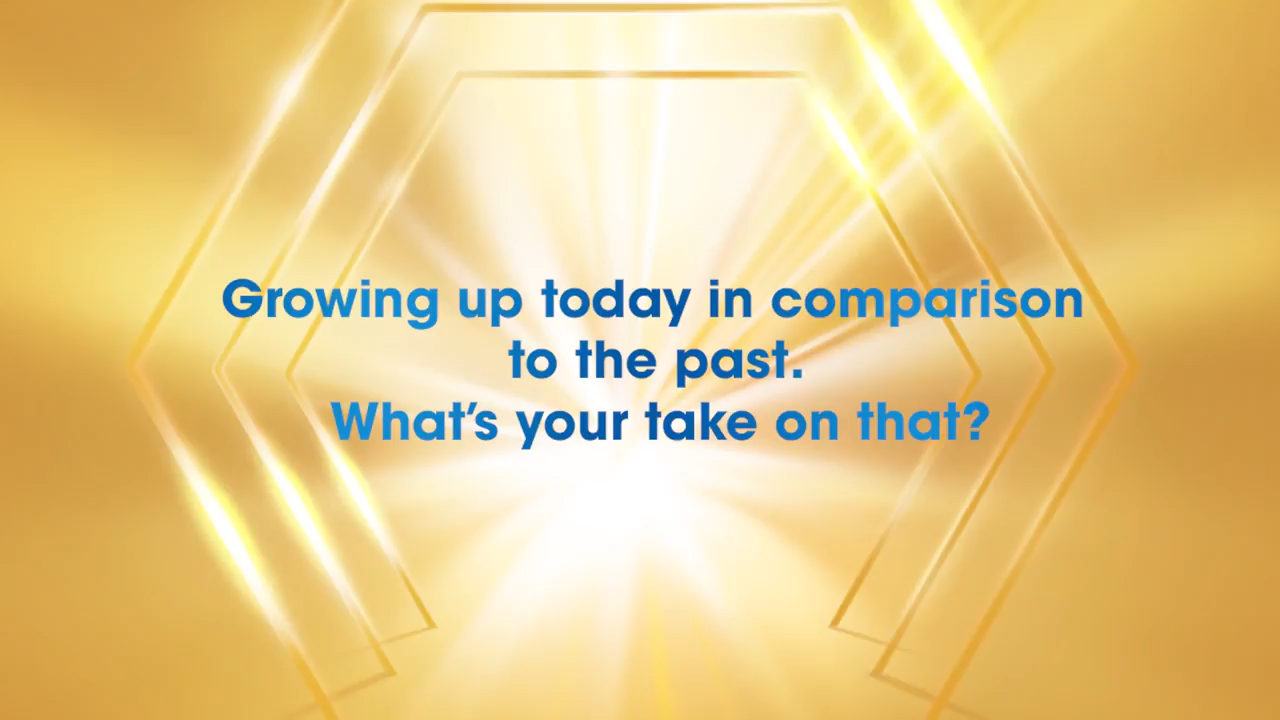 Growing up today in comparison
to the past.
What's your take on that?